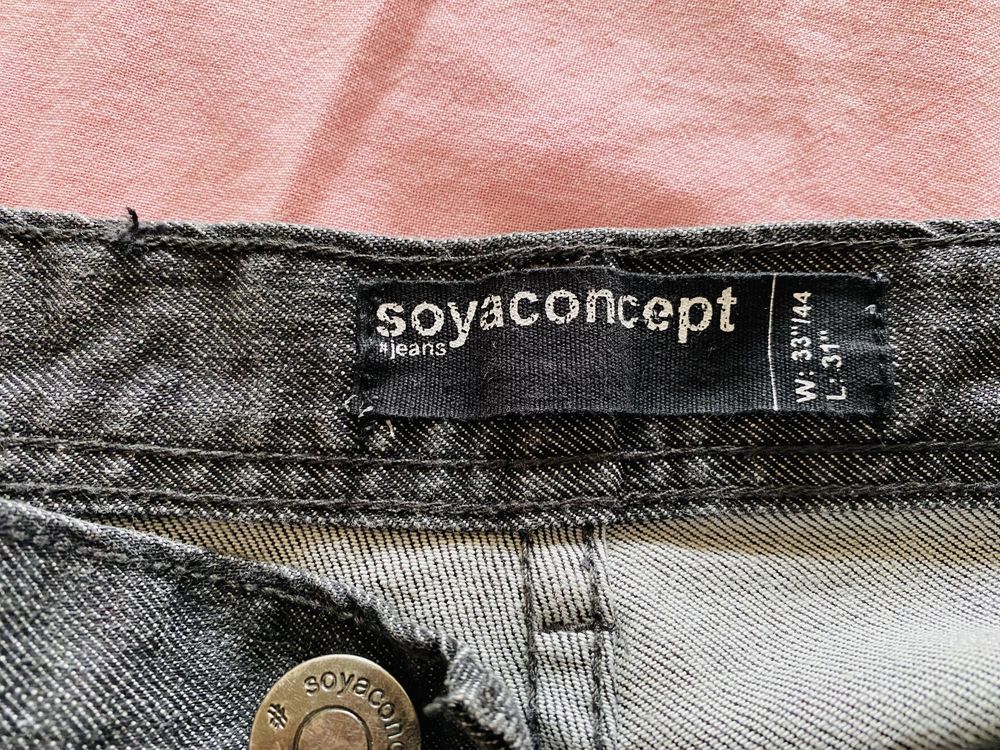 soyaconcept
#jeans
W: 33"/44
L: 31"
# soyaconc